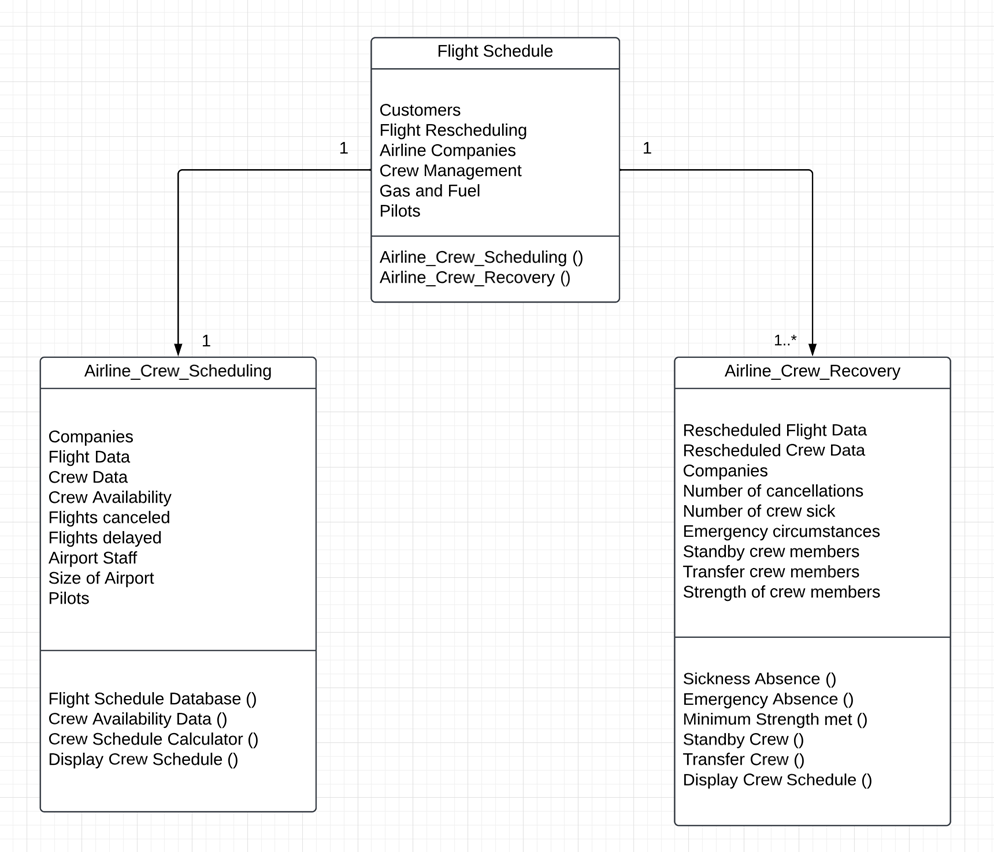 Flight Schedule
Customers
Flight Rescheduling
Airline Companies
Crew Management
Gas and Fuel
Pilots
Airline_Crew_Scheduling ()
Airline_Crew_Recovery ()
1
1
1
1..*
Airline_Crew_Scheduling
Companies
Flight Data
Crew Data
Crew Availability
Flights canceled
Flights delayed
Airport Staff
Size of Airport
Pilots
Flight Schedule Database ()
Crew Availability Data ()
Crew Schedule Calculator ()
Display Crew Schedule ()
Airline_Crew_Recovery
Rescheduled Flight Data
Rescheduled Crew Data
Companies
Number of cancellations
Number of crew sick
Emergency circumstances
Standby crew members
Transfer crew members
Strength of crew members
Sickness Absence ()
Emergency Absence ()
Minimum Strength met ()
Standby Crew ()
Transfer Crew ()
Display Crew Schedule ()